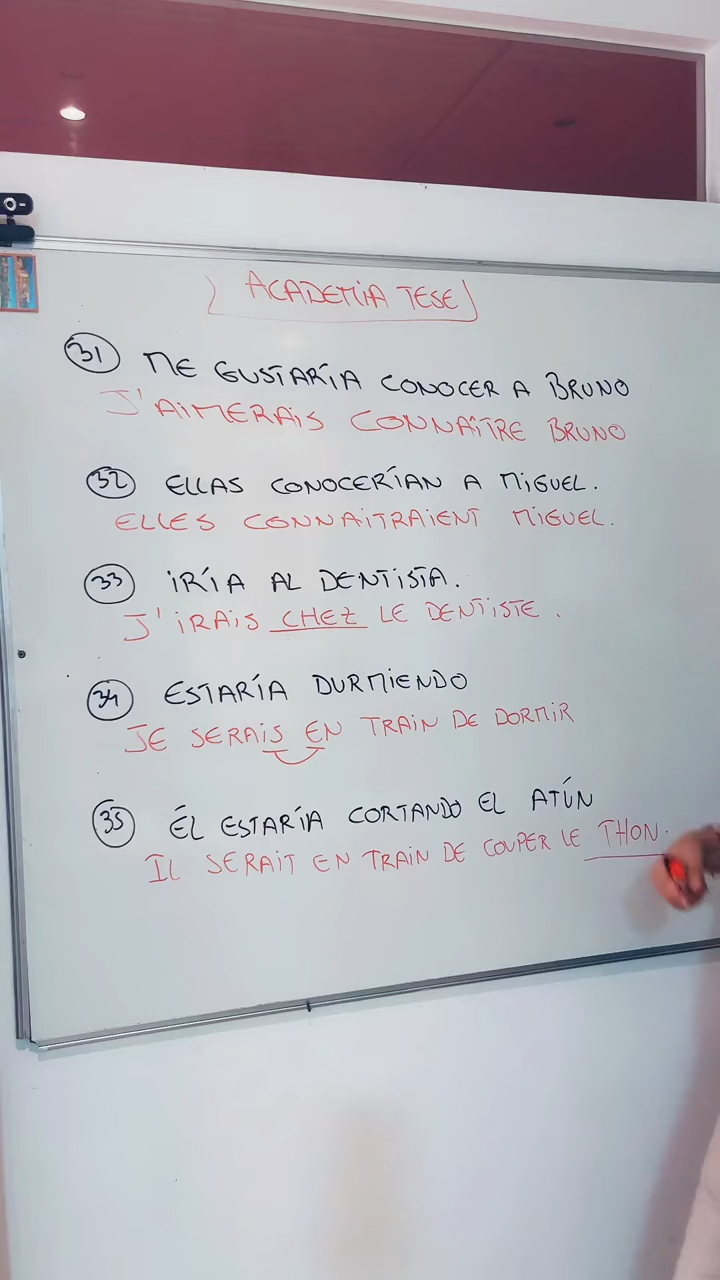 ACADEMIA TESE
31 ME GUSTARÍA CONOCER A BRUNO
J'AIMERAIS CONNAÎTRE BRUNO
32 ELLAS CONOCERÍAN A MIGUEL.
ELLES CONNAITRAIENT MIGUEL.
33 IRÍA AL DENTISTA.
J'IRAIS CHEZ LE DENTISTE.
34 ESTARÍA DURMIENDO
JE SERAIS EN TRAIN DE DORMIR
35 ÉL ESTARÍA CORTANDO EL ATÚN
IL SERAIT EN TRAIN DE COUPER LE THON.